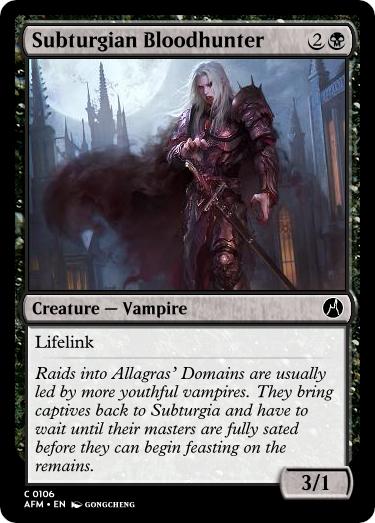 Subturgian Bloodhunter 2
Creature — Vampire
Lifelink
Raids into Allagras' Domains are usually
led by more youthful vampires. They bring
captives back to Subturgia and have to
wait until their masters are fully sated
before they can begin feasting on the
remains.
3/1
C 0106
AFM • EN GONGCHENG